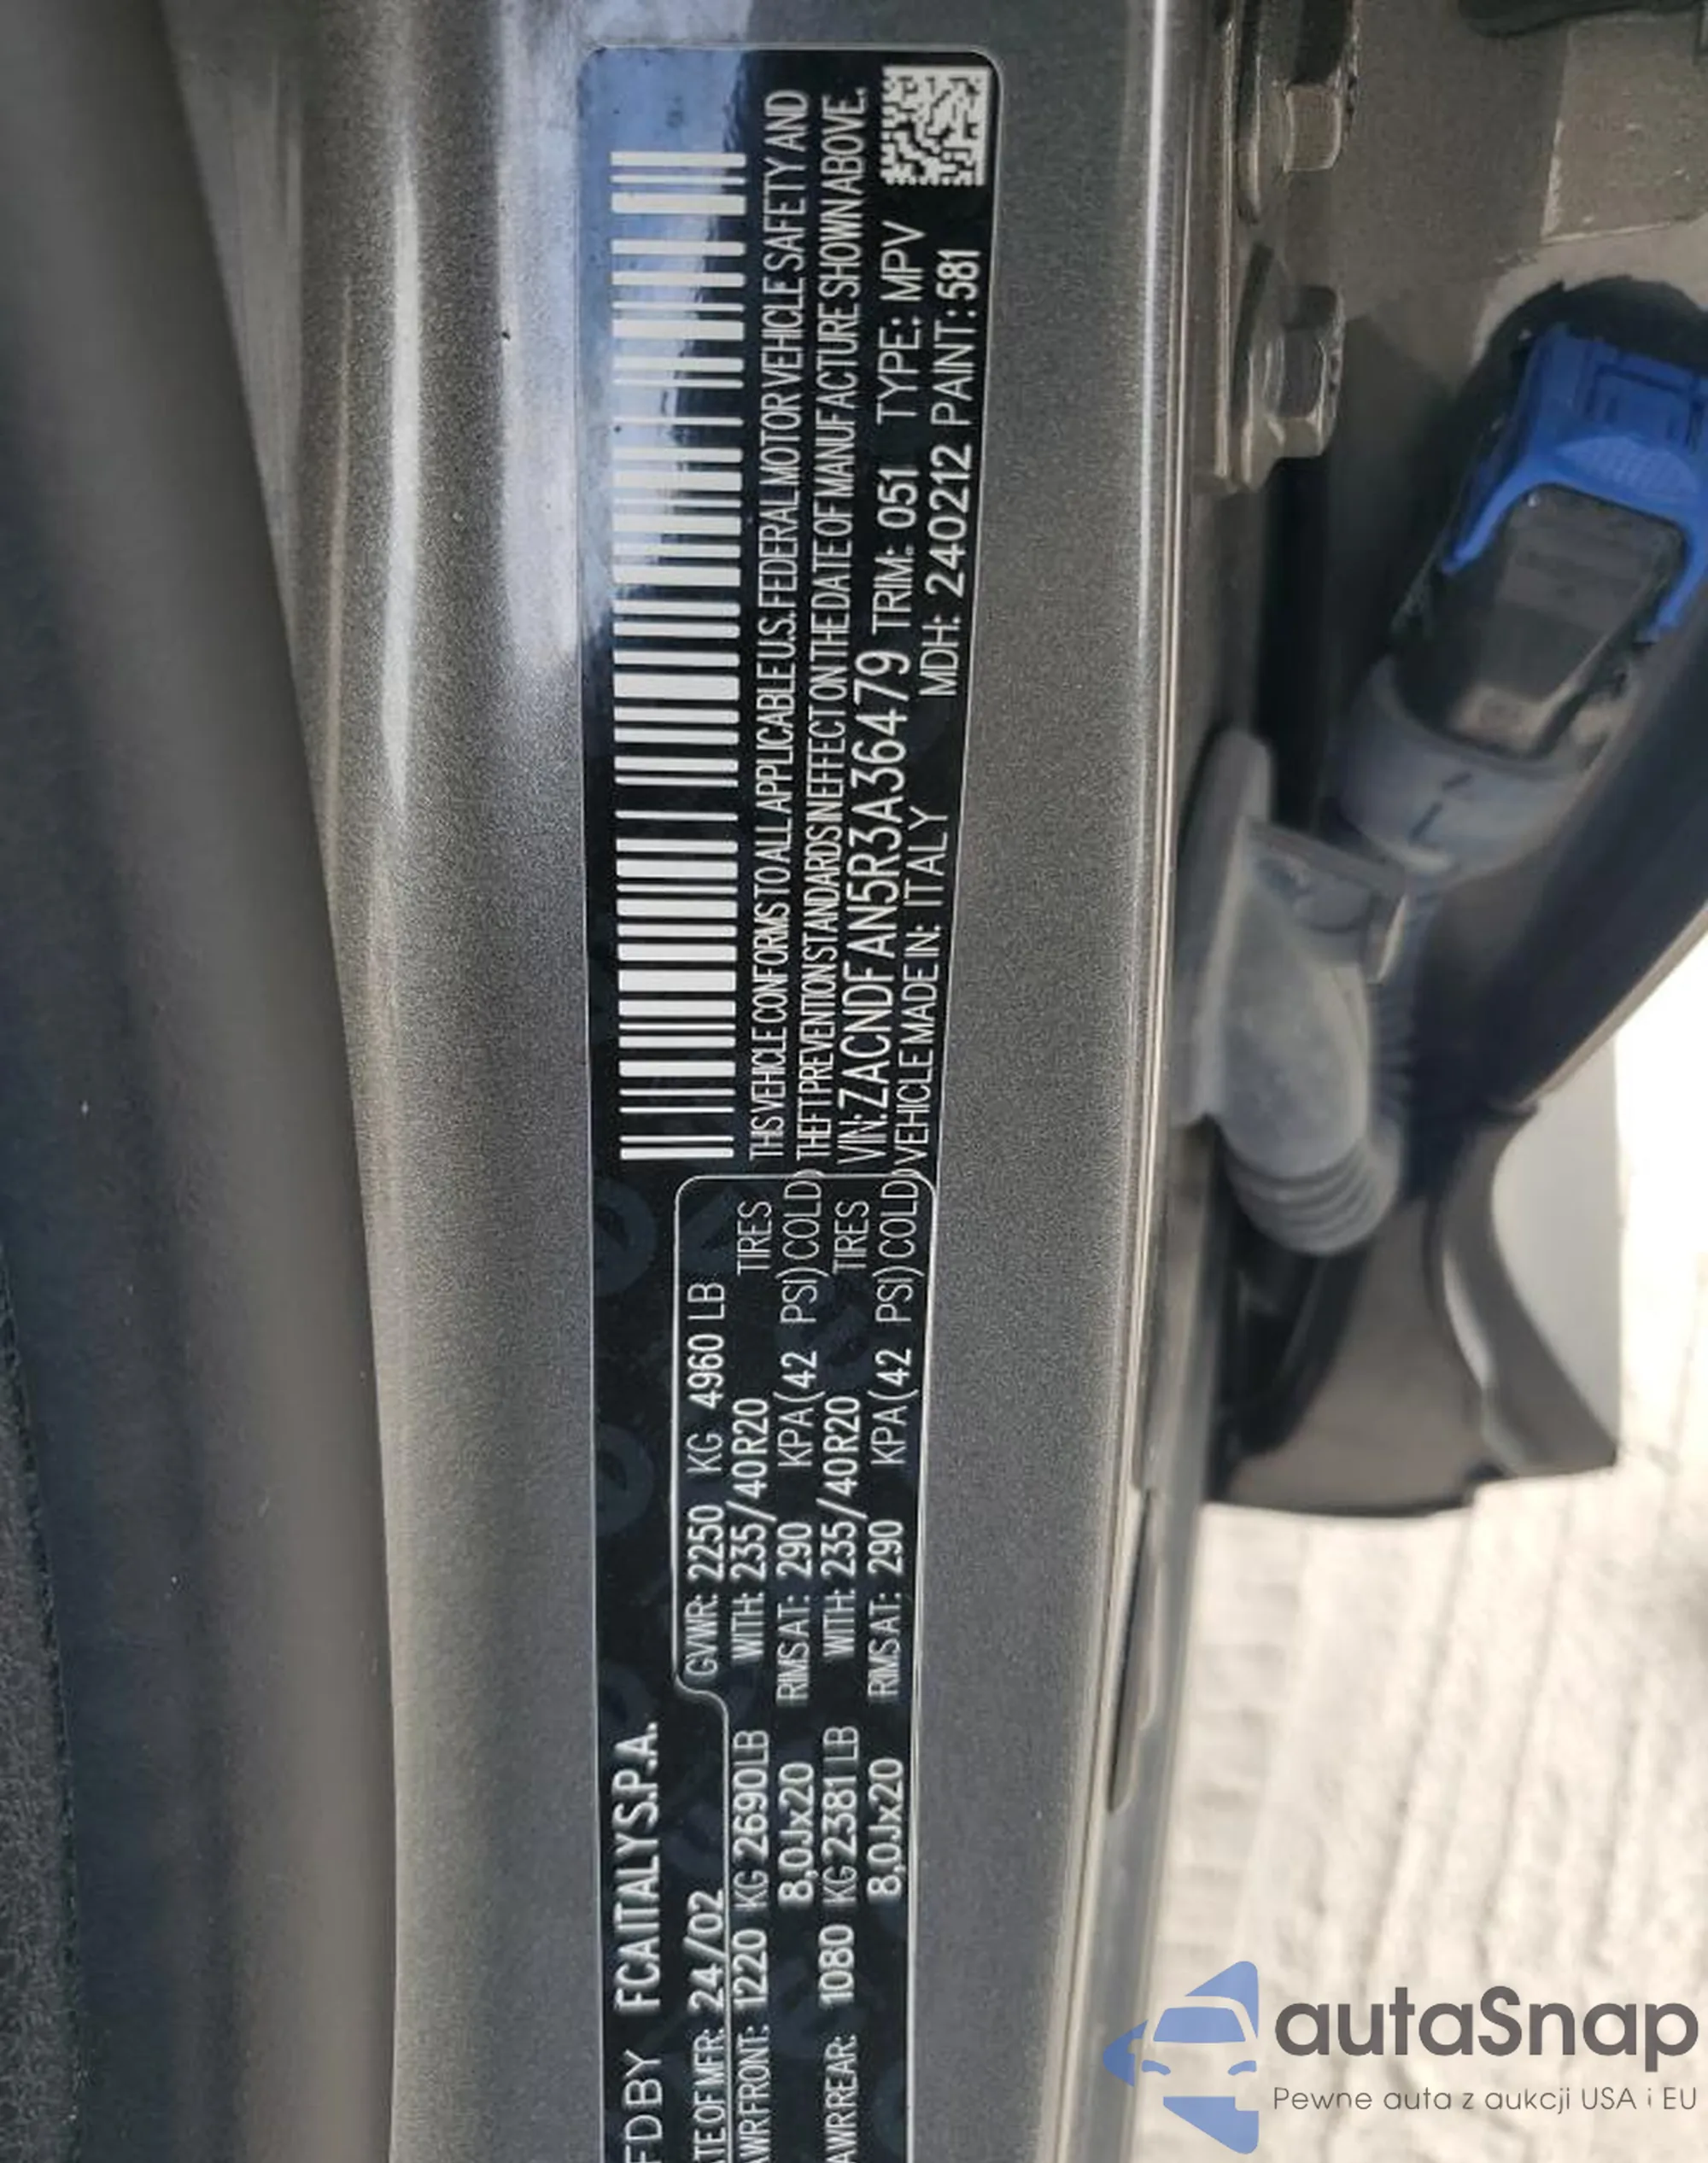 FD BY FCA ITALY S.P.A.
TE OF MFR: 24/02 GVWR: 2250 KG 4960 LB
AWR FRONT: 1220 KG 2690 LB WITH: 235/40R20 TIRES
8,0Jx20 RIMS AT: 290 KPA (42 PSI) COLD
AWR REAR: 1080 KG 2381 LB WITH: 235/40R20 TIRES
8,0Jx20 RIMS AT: 290 KPA (42 PSI) COLD
THIS VEHICLE CONFORMS TO ALL APPLICABLE U.S. FEDERAL MOTOR VEHICLE SAFETY AND
THEFT PREVENTION STANDARDS IN EFFECT ON THE DATE OF MANUFACTURE SHOWN ABOVE.
VIN: ZACNDFAN5R3A36479 TRIM: 051 TYPE: MPV
VEHICLE MADE IN: ITALY MDH: 240212 PAINT: 581
autaSnap
Pewne auta z aukcji USA i EU